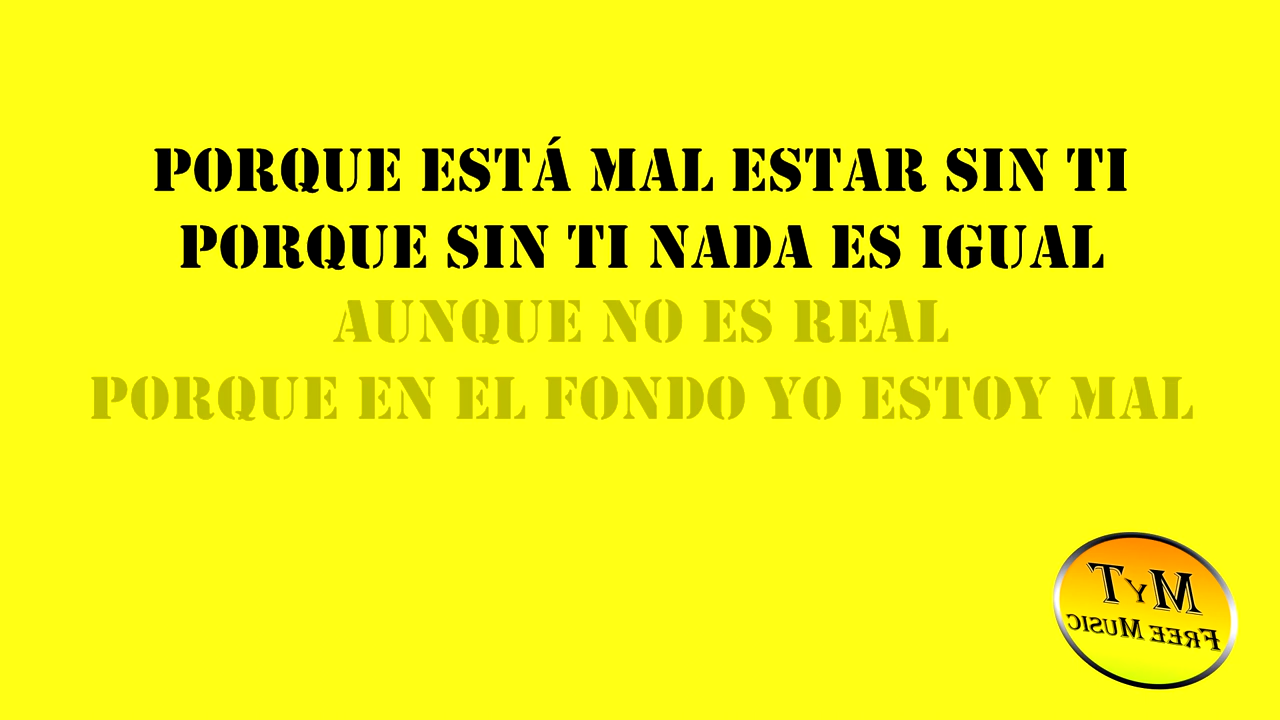 PORQUE ESTÁ MAL ESTAR SIN TI
PORQUE SIN TI NADA ES IGUAL
AUNQUE NO ES REAL
PORQUE EN EL FONDO YO ESTOY MAL
MYT
FREE MUSIC